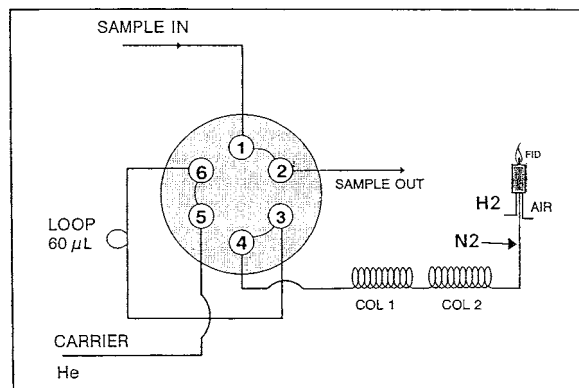 SAMPLE IN
1
2
SAMPLE OUT
6
5
3
4
LOOP
60 µL
FID
H2
AIR
N2
COL 1
COL 2
CARRIER
He